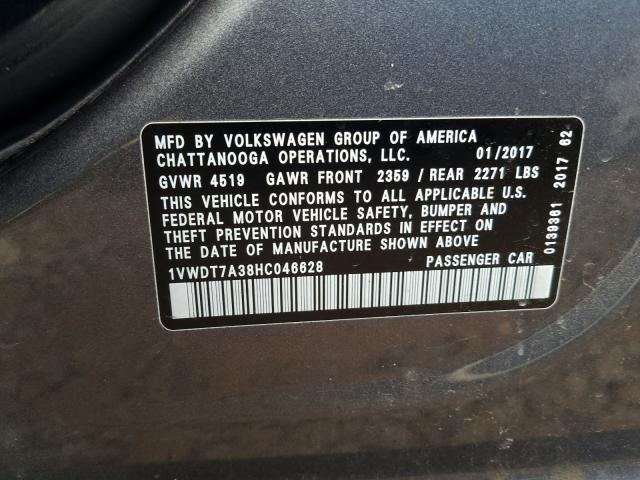 MFD BY VOLKSWAGEN GROUP OF AMERICA
CHATTANOOGA OPERATIONS, LLC. 01/2017
GVWR 4519 GAWR FRONT 2359 / REAR 2271 LBS
THIS VEHICLE CONFORMS TO ALL APPLICABLE U.S.
FEDERAL MOTOR VEHICLE SAFETY, BUMPER AND
THEFT PREVENTION STANDARDS IN EFFECT ON
THE DATE OF MANUFACTURE SHOWN ABOVE
1VWDT7A38HC046628 PASSENGER CAR
0139361 2017 62